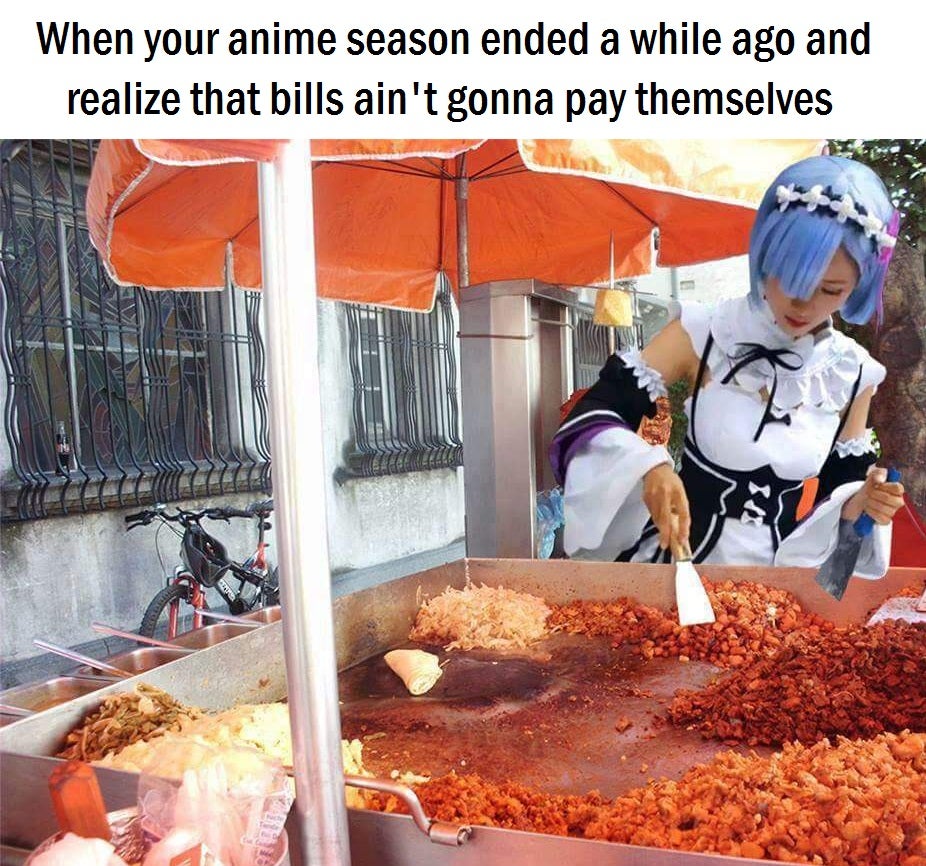 When your anime season ended a while ago and
realize that bills ain't gonna pay themselves